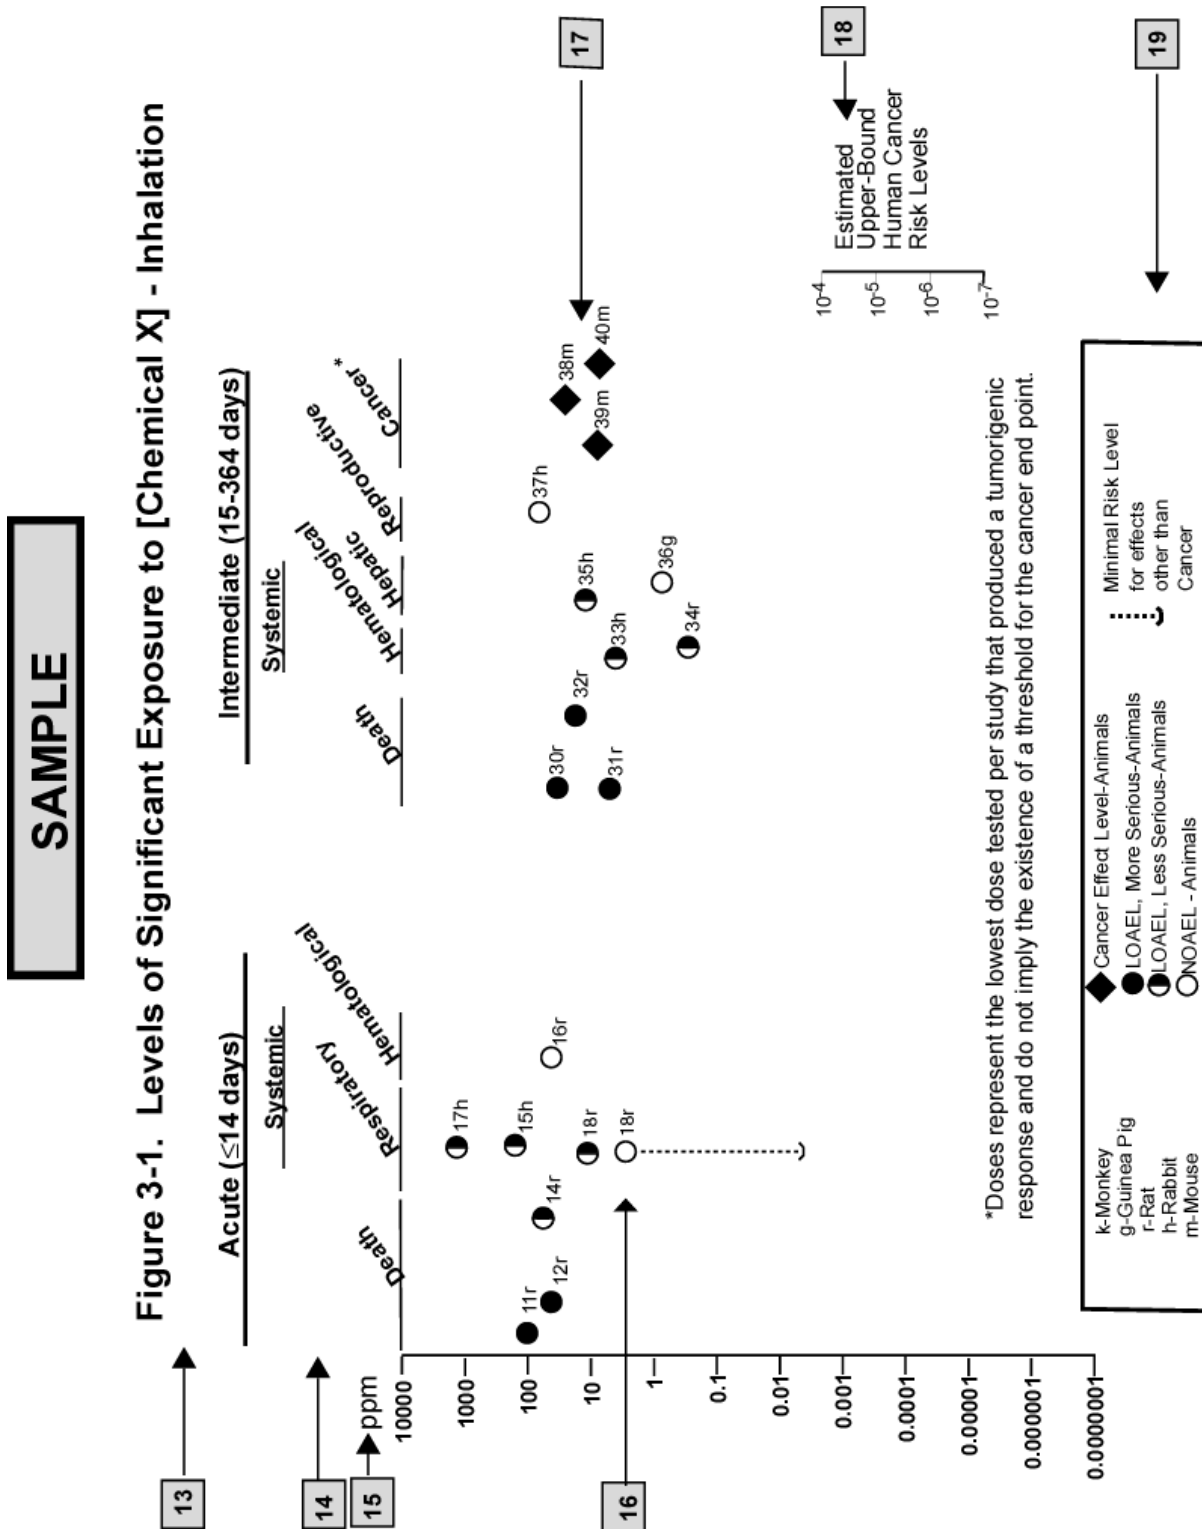 SAMPLE
Figure 3-1. Levels of Significant Exposure to [Chemical X] - Inhalation
13
Acute (≤14 days)
Intermediate (15-364 days)
14
Systemic
Systemic
15
ppm
Death
Respiratory
Hematological
Death
Hematological
Hepatic
Reproductive
Cancer *
10000
1000
100
10
1
0.1
0.01
0.001
0.0001
0.00001
0.000001
0.0000001
11r
12r
14r
17h
15h
18r
18r
16r
30r
31r
32r
33h
34r
35h
36g
37h
39m
38m
40m
16
17
10-4
10-5
10-6
10-7
Estimated
Upper-Bound
Human Cancer
Risk Levels
18
*Doses represent the lowest dose tested per study that produced a tumorigenic
response and do not imply the existence of a threshold for the cancer end point.
k-Monkey
g-Guinea Pig
r-Rat
h-Rabbit
m-Mouse
Cancer Effect Level-Animals
LOAEL, More Serious-Animals
LOAEL, Less Serious-Animals
NOAEL - Animals
Minimal Risk Level
for effects
other than
Cancer
19